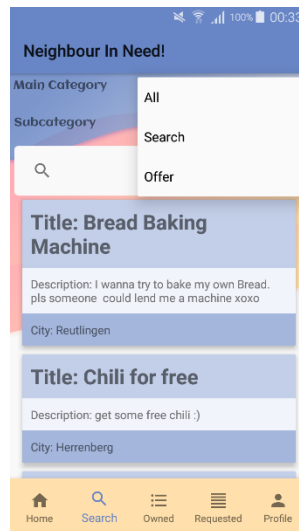 100% 00:33
Neighbour In Need!
Main Category
All
Subcategory
Search
Offer
Title: Bread Baking
Machine
Description: I wanna try to bake my own Bread.
pls someone could lend me a machine xoxo
City: Reutlingen
Title: Chili for free
Description: get some free chili :)
City: Herrenberg
Home Search Owned Requested Profile